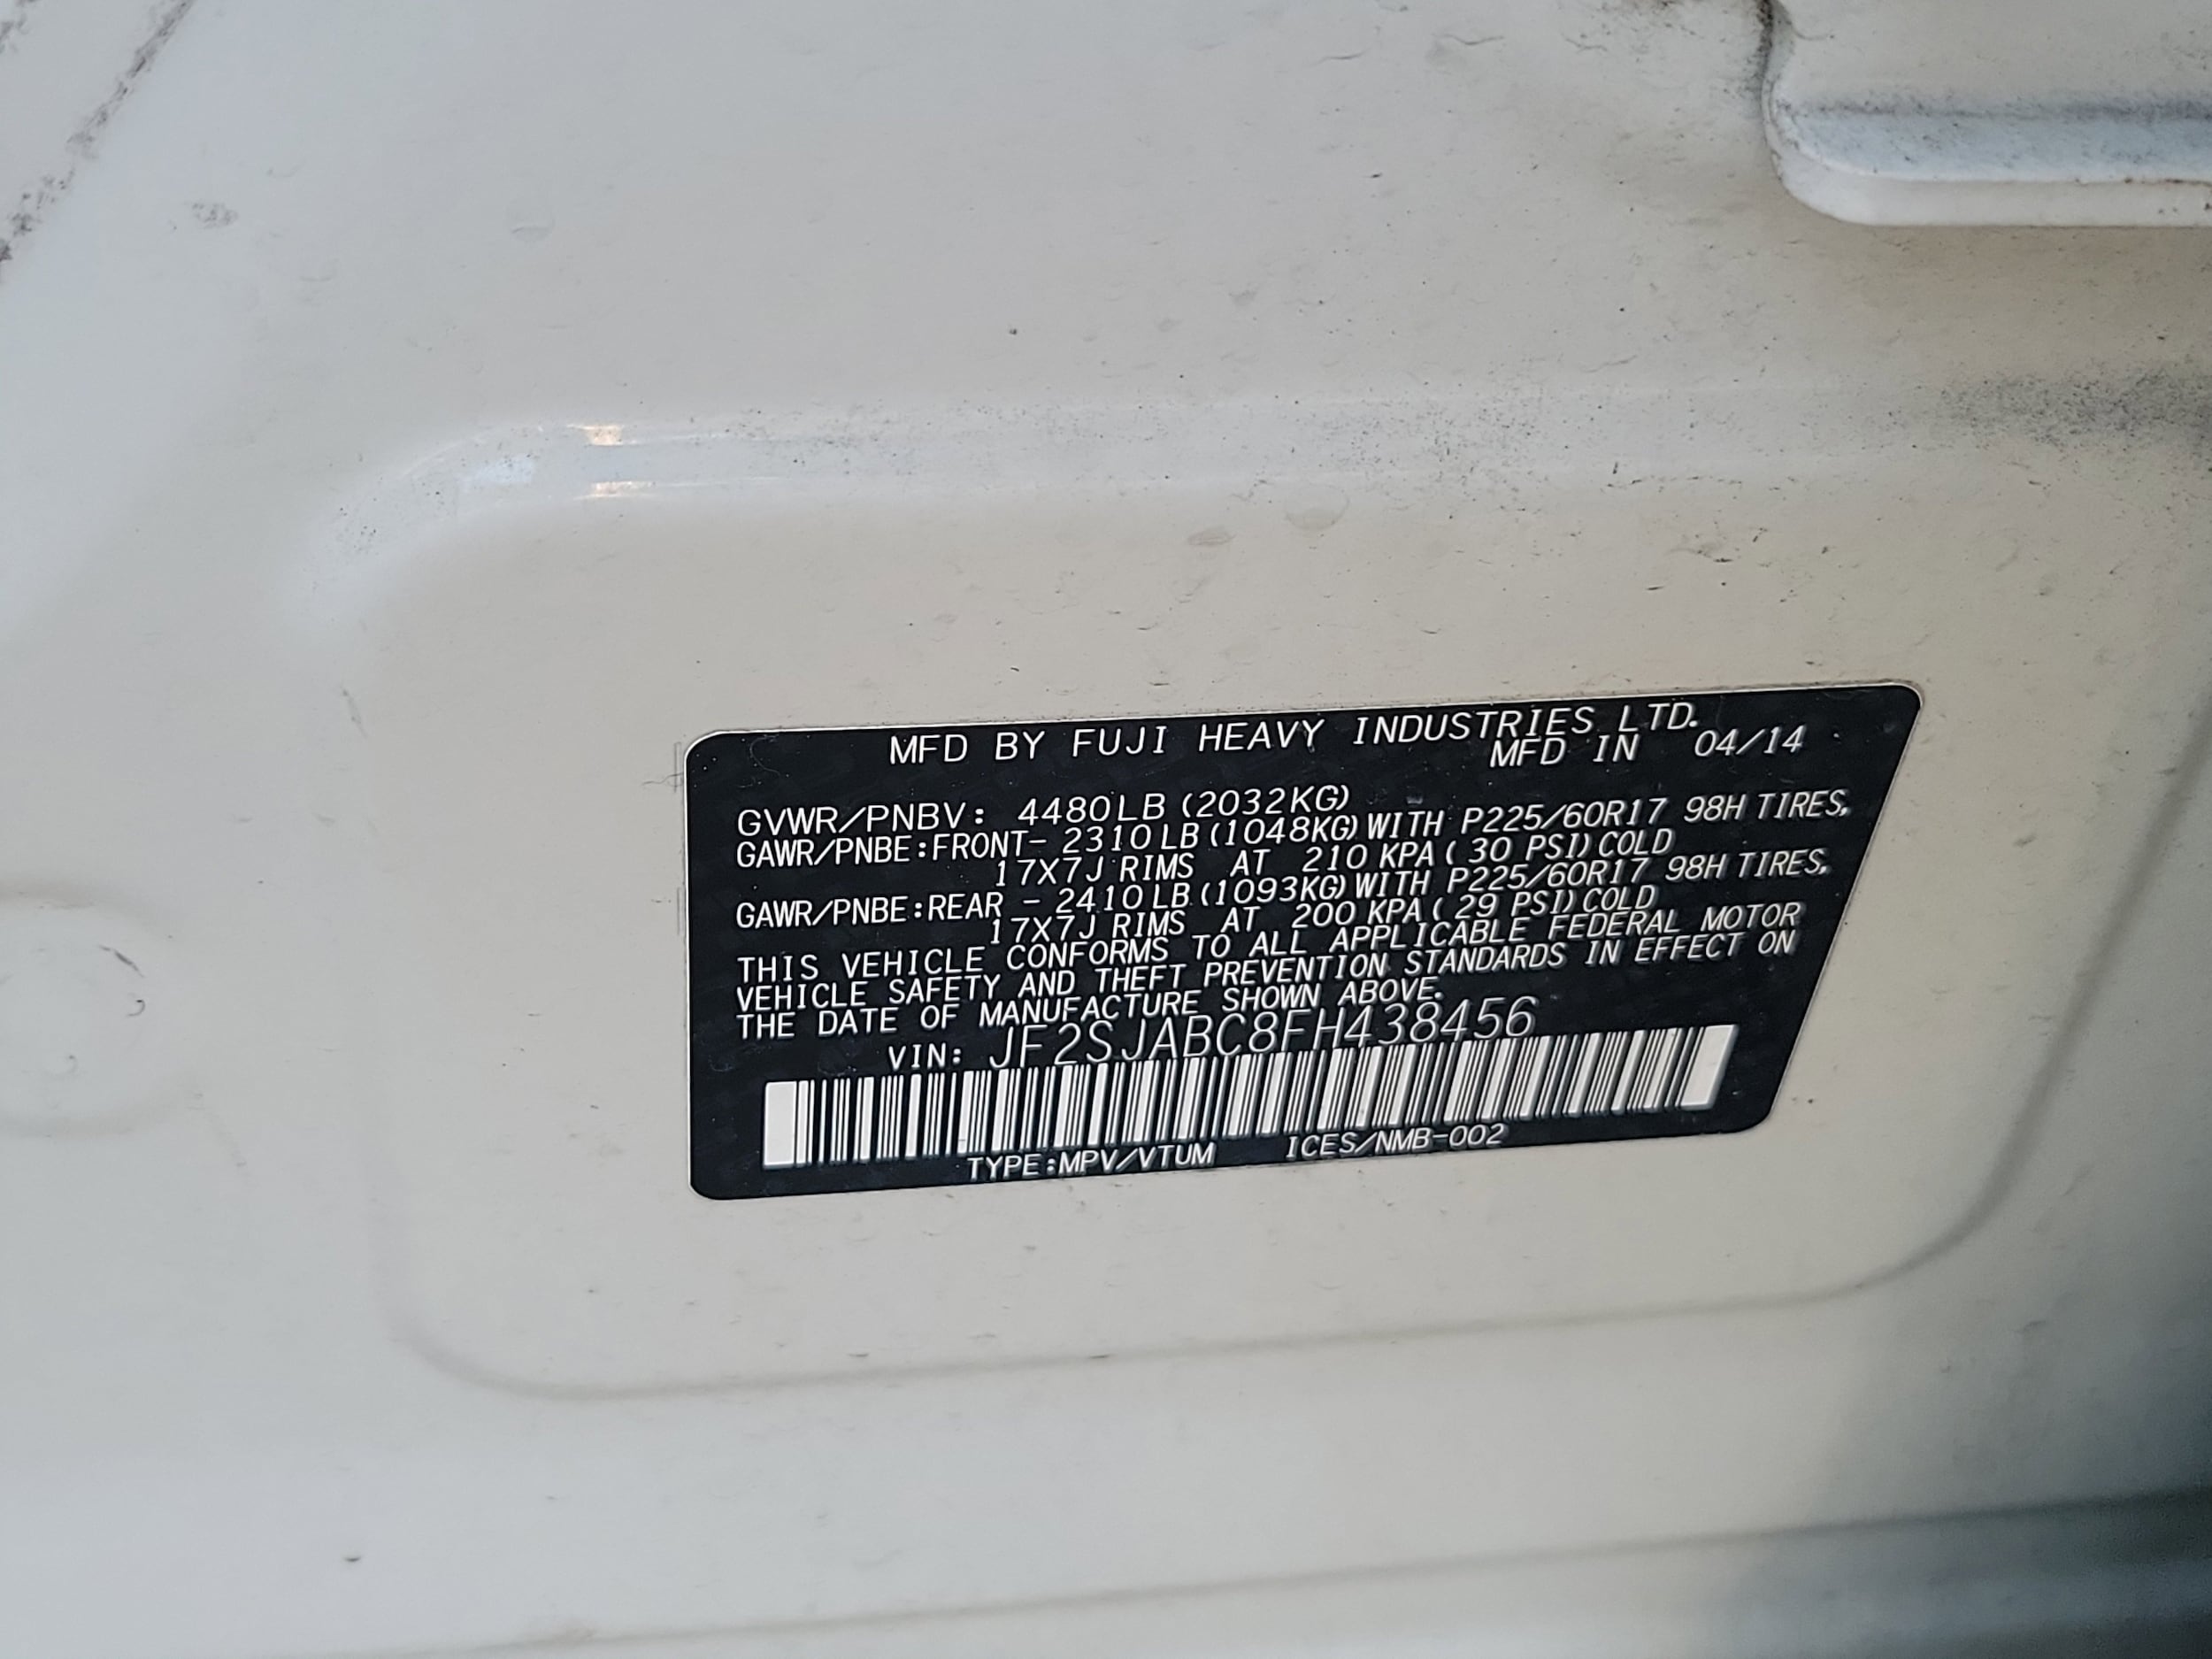 MFD BY FUJI HEAVY INDUSTRIES LTD.
MFD IN 04/14
GVWR/PNBV: 4480LB (2032KG)
GAWR/PNBE:FRONT- 2310LB (1048KG) WITH P225/60R17 98H TIRES,
17X7J RIMS AT 210 KPA ( 30 PSI) COLD
GAWR/PNBE:REAR - 2410LB (1093KG) WITH P225/60R17 98H TIRES,
17X7J RIMS AT 200 KPA ( 29 PSI) COLD
THIS VEHICLE CONFORMS TO ALL APPLICABLE FEDERAL MOTOR
VEHICLE SAFETY AND THEFT PREVENTION STANDARDS IN EFFECT ON
THE DATE OF MANUFACTURE SHOWN ABOVE.
VIN: JF2SJABC8FH438456
TYPE:MPV/VTUM ICES/NMB-002